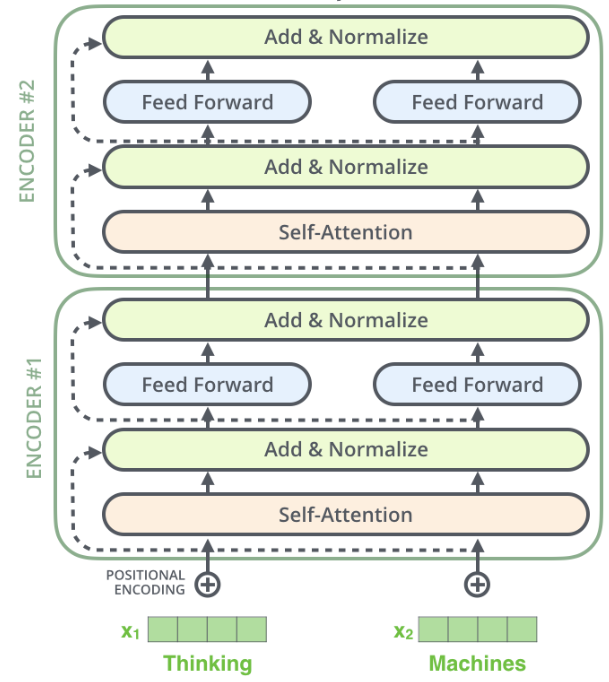 ENCODER #2
Add & Normalize
Feed Forward Feed Forward
Add & Normalize
Self-Attention
ENCODER #1
Add & Normalize
Feed Forward Feed Forward
Add & Normalize
Self-Attention
POSITIONAL
ENCODING
x₁ x₂
Thinking Machines